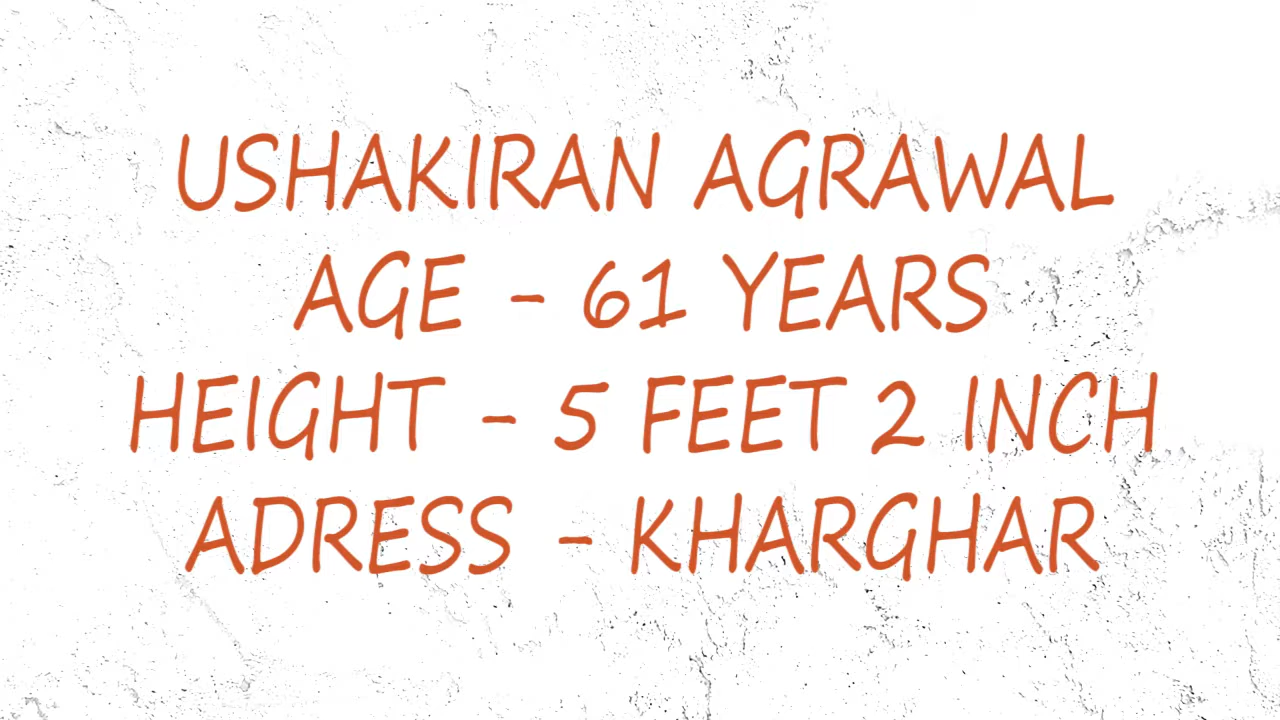 USHAKIRAN AGRAWAL
AGE - 61 YEARS
HEIGHT - 5 FEET 2 INCH
ADRESS - KHARGHAR